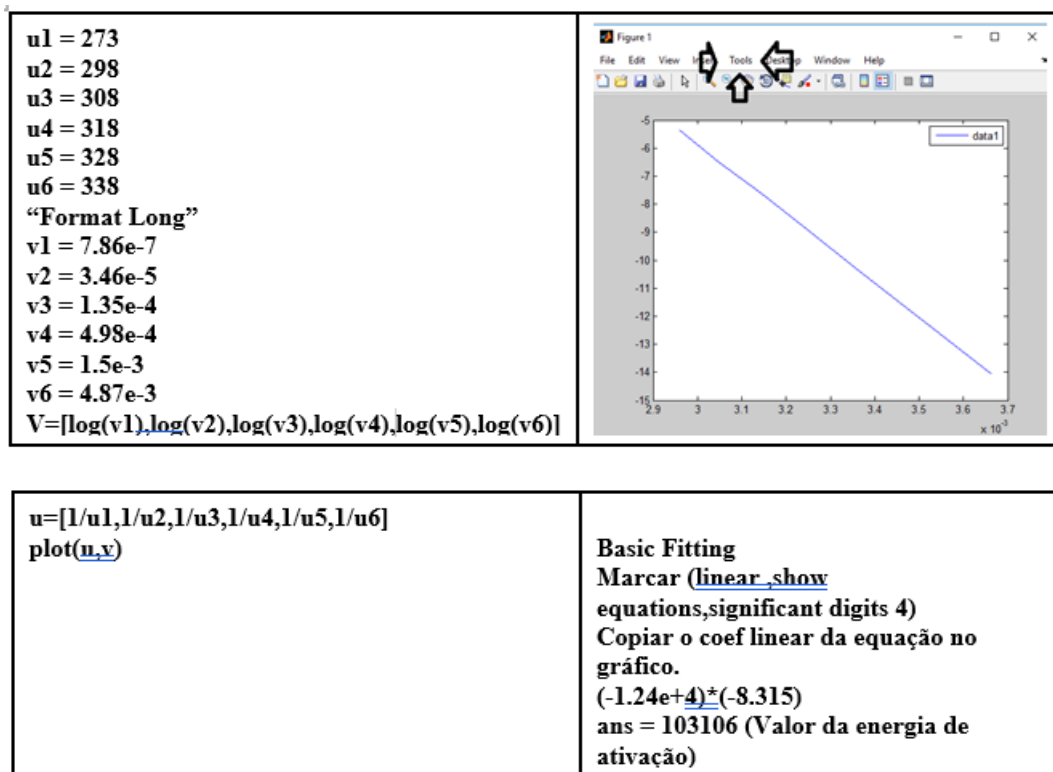 u1 = 273
u2 = 298
u3 = 308
u4 = 318
u5 = 328
u6 = 338
“Format Long”
v1 = 7.86e-7
v2 = 3.46e-5
v3 = 1.35e-4
v4 = 4.98e-4
v5 = 1.5e-3
v6 = 4.87e-3
V=[log(v1),log(v2),log(v3),log(v4),log(v5),log(v6)]
Figure 1
File Edit View Tools Window Help
data1
-5
-6
-7
-8
-9
-10
-11
-12
-13
-14
-15
2.9 3 3.1 3.2 3.3 3.4 3.5 3.6 3.7
x 10-3
u=[1/u1,1/u2,1/u3,1/u4,1/u5,1/u6]
plot(u,v)
Basic Fitting
Marcar (linear ,show
equations,significant digits 4)
Copiar o coef linear da equação no
gráfico.
(-1.24e+4)*(-8.315)
ans = 103106 (Valor da energia de
ativação)